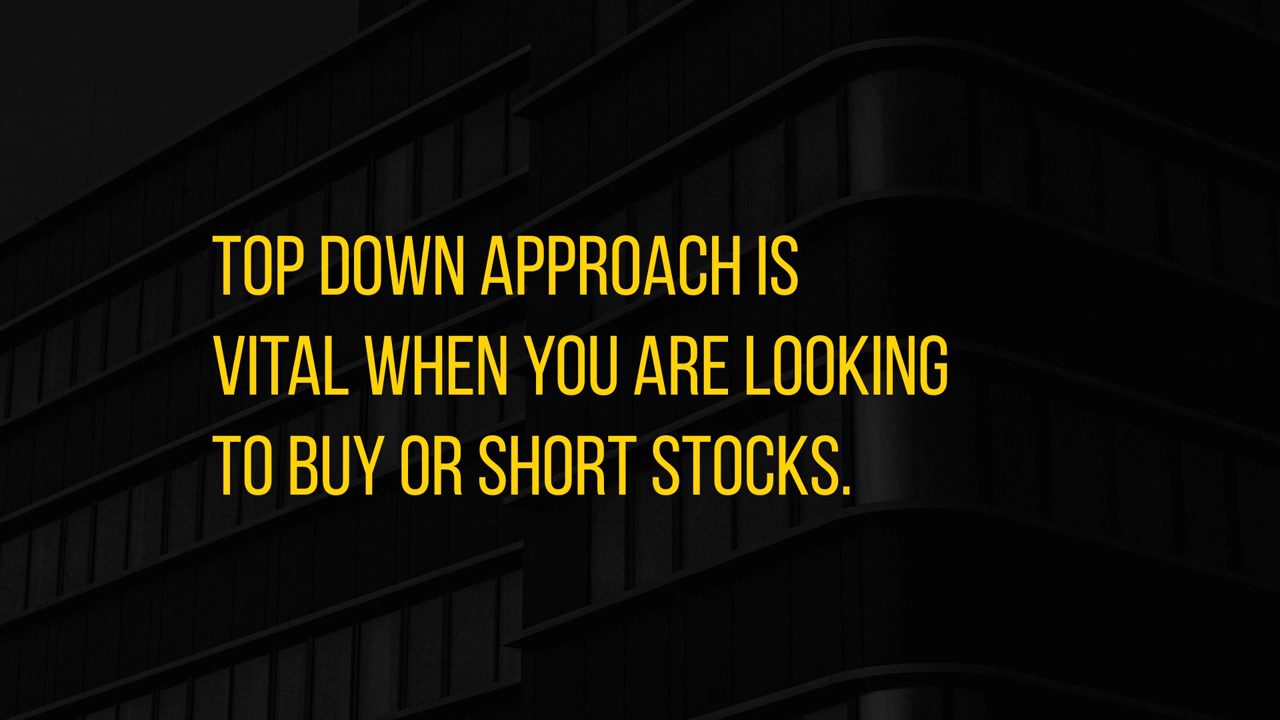 TOP DOWN APPROACH IS
VITAL WHEN YOU ARE LOOKING
TO BUY OR SHORT STOCKS.